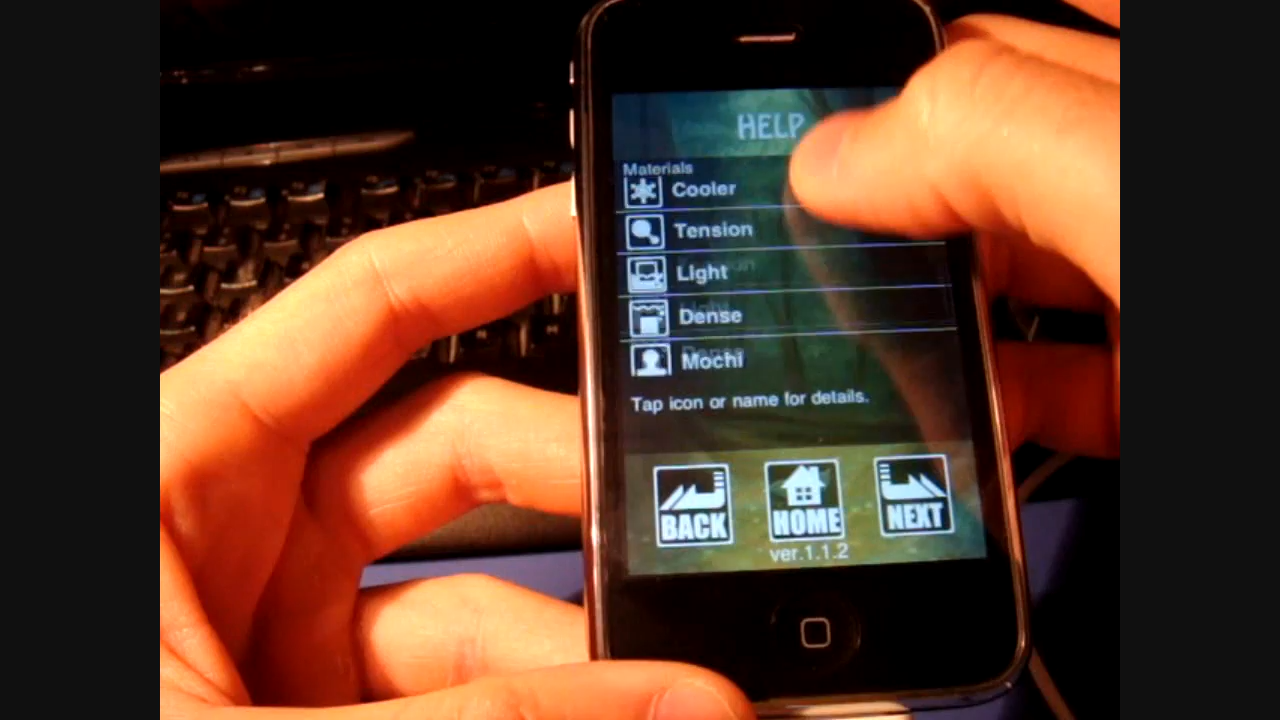 HELP
Materials
Cooler
Tension
Light
Dense
Mochi
Tap icon or name for details.
BACK
HOME
NEXT
ver.1.1.2